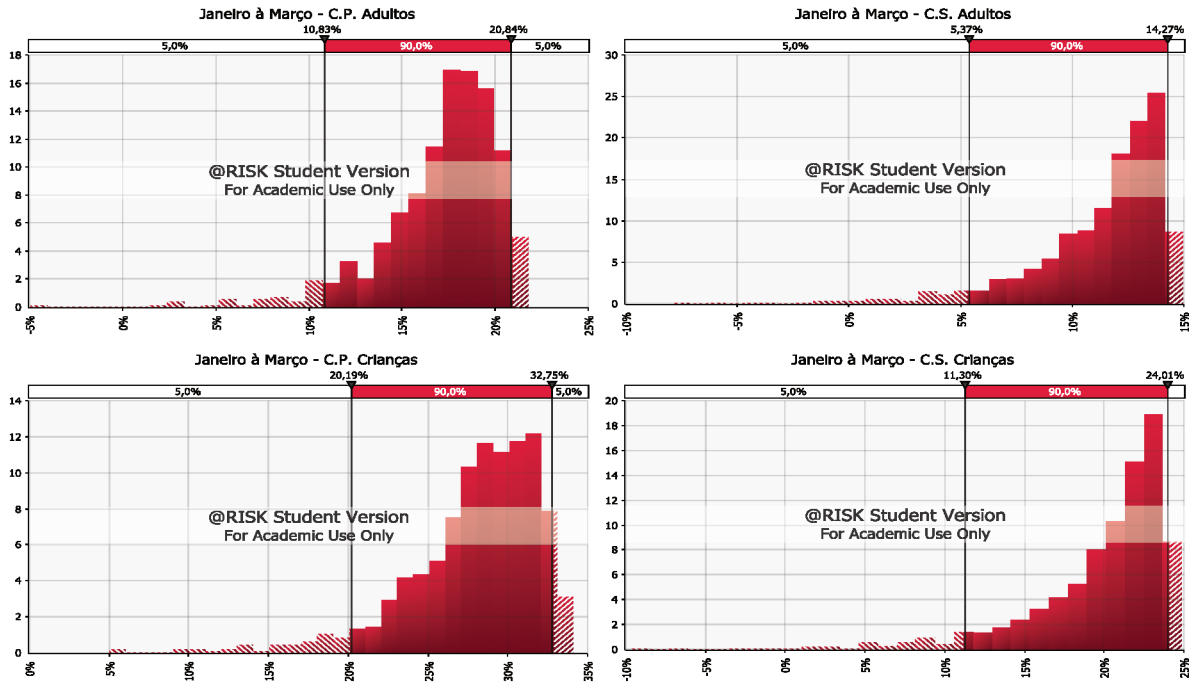 Janeiro à Março - C.P. Adultos
10,83% 20,84%
5,0% 90,0% 5,0%
18
16
14
12
10
8
6
4
2
0
@RISK Student Version
For Academic Use Only
-5% 0% 5% 10% 15% 20% 25%
Janeiro à Março - C.S. Adultos
5,37% 14,27%
5,0% 90,0%
30
25
20
15
10
5
0
@RISK Student Version
For Academic Use Only
-10% -5% 0% 5% 10% 15%
Janeiro à Março - C.P. Crianças
20,19% 32,75%
5,0% 90,0% 5,0%
14
12
10
8
6
4
2
0
@RISK Student Version
For Academic Use Only
0% 5% 10% 15% 20% 25% 30% 35%
Janeiro à Março - C.S. Crianças
11,30% 24,01%
5,0% 90,0%
20
18
16
14
12
10
8
6
4
2
0
@RISK Student Version
For Academic Use Only
-10% -5% 0% 5% 10% 15% 20% 25%